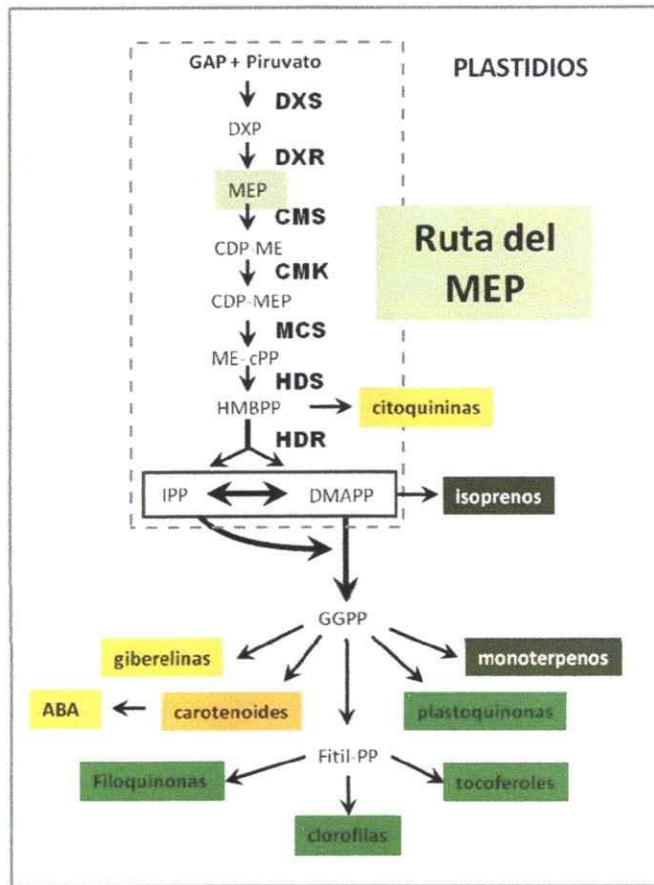 GAP + Piruvato
PLASTIDIOS
DXS
DXP
DXR
MEP
CMS
CDP-ME
CMK
CDP-MEP
MCS
ME-cPP
HDS
HMBPP
citoquininas
HDR
Ruta del
MEP
IPP
DMAPP
isoprenos
GGPP
giberelinas
monoterpenos
ABA
carotenoides
plastoquinonas
Fitil-PP
Filoquinonas
tocoferoles
clorofilas